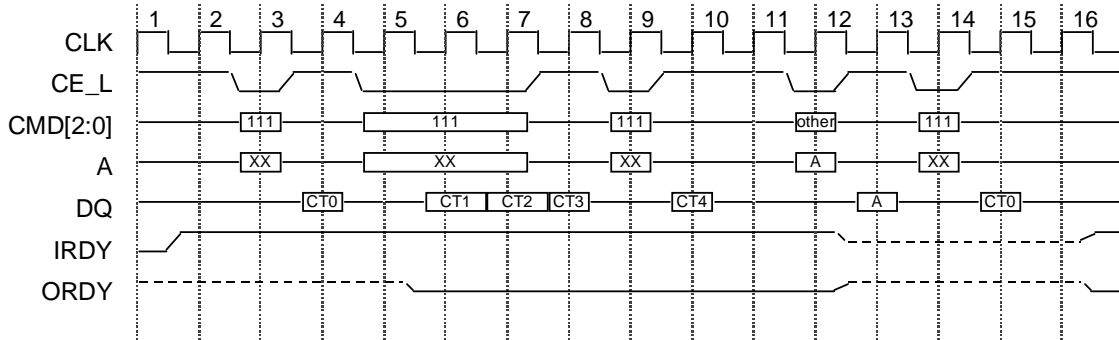 1 2 3 4 5 6 7 8 9 10 11 12 13 14 15 16
CLK
CE_L
CMD[2:0] 111 111 111 other 111
A XX XX XX A XX
DQ CT0 CT1 CT2 CT3 CT4 A CT0
IRDY
ORDY